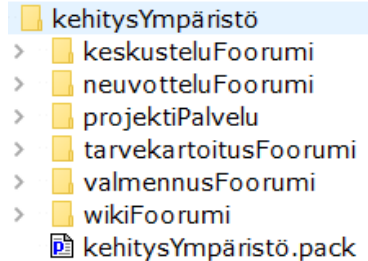 kehitysYmpäristö
keskusteluFoorumi
neuvotteluFoorumi
projektiPalvelu
tarvekartoitusFoorumi
valmennusFoorumi
wikiFoorumi
kehitysYmpäristö.pack